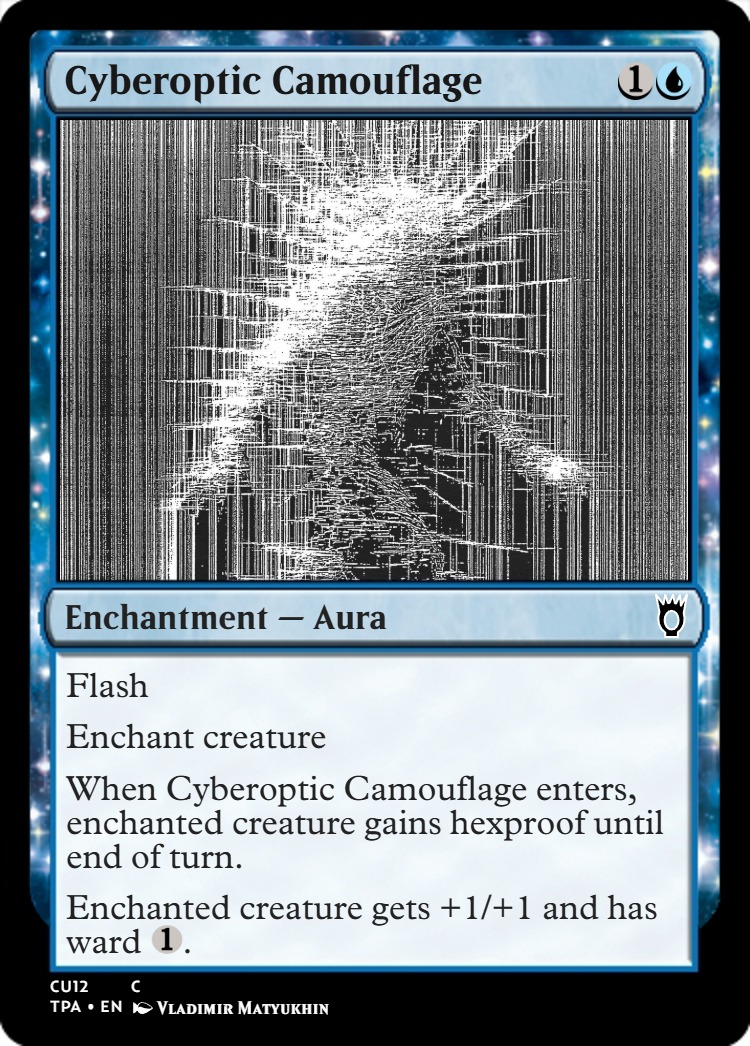 Cyberoptic Camouflage 1
Enchantment — Aura
Flash
Enchant creature
When Cyberoptic Camouflage enters,
enchanted creature gains hexproof until
end of turn.
Enchanted creature gets +1/+1 and has
ward 1.
CU12 C
TPA • EN Vladimir Matyukhin